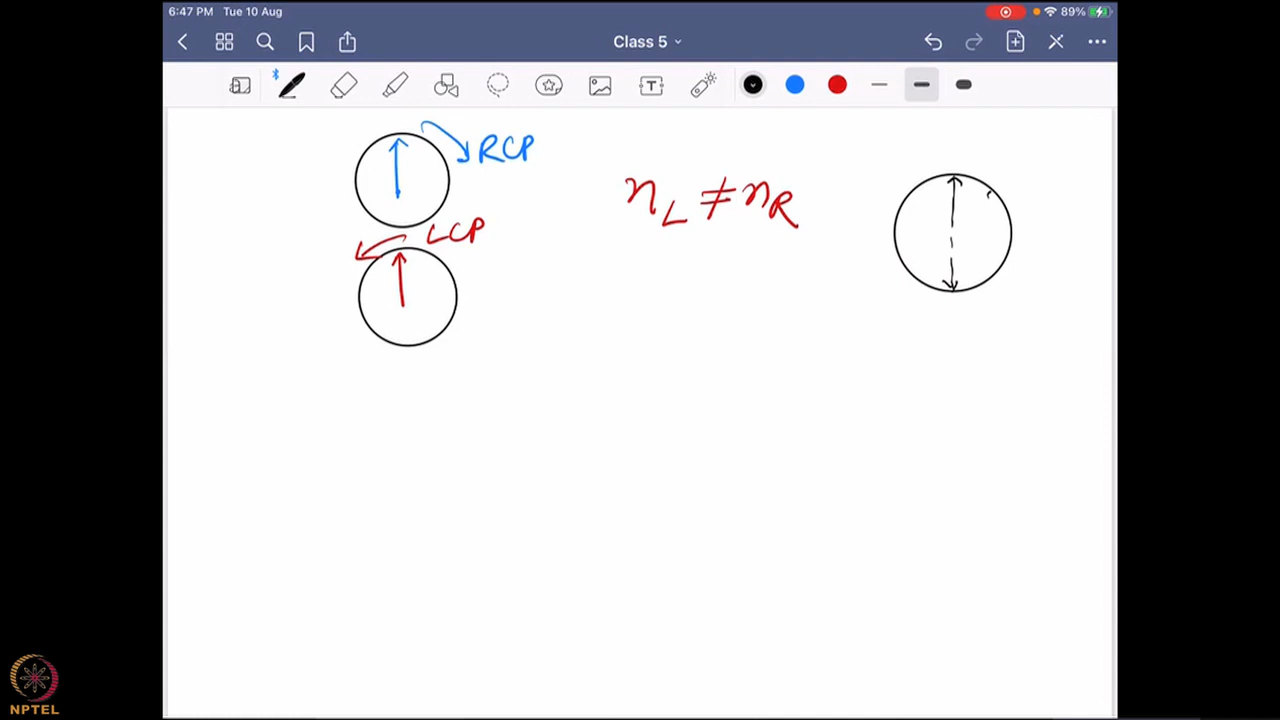 6:47 PM Tue 10 Aug
89%
Class 5
T
RCP
n_L ≠ n_R
LCP
NPTEL